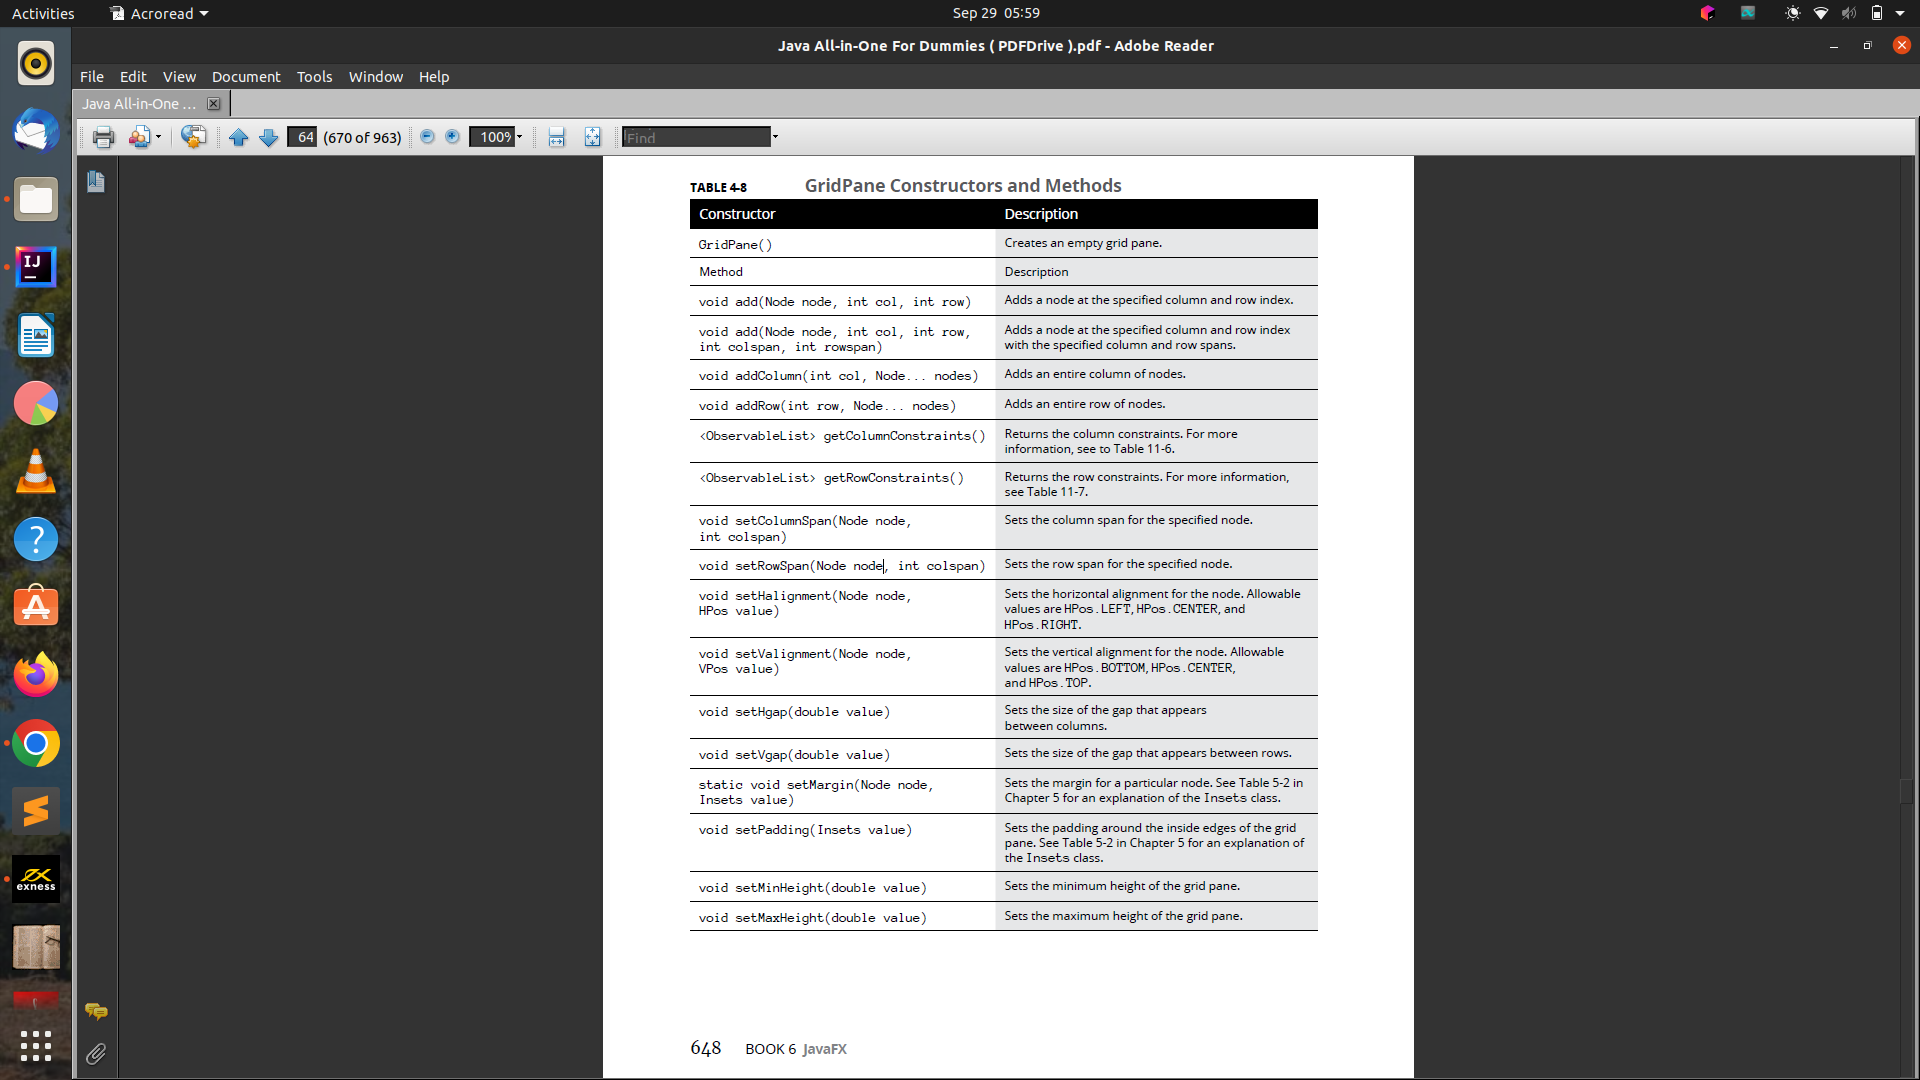 Activities
Acroread
Sep 29 05:59
Java All-in-One For Dummies ( PDFDrive ).pdf - Adobe Reader
File Edit View Document Tools Window Help
Java All-in-One ...
64 (670 of 963) 100% Find
TABLE 4-8 GridPane Constructors and Methods
Constructor Description
GridPane() Creates an empty grid pane.
Method Description
void add(Node node, int col, int row) Adds a node at the specified column and row index.
void add(Node node, int col, int row, Adds a node at the specified column and row index
int colspan, int rowspan) with the specified column and row spans.
void addColumn(int col, Node... nodes) Adds an entire column of nodes.
void addRow(int row, Node... nodes) Adds an entire row of nodes.
<ObservableList> getColumnConstraints() Returns the column constraints. For more
information, see to Table 11-6.
<ObservableList> getRowConstraints() Returns the row constraints. For more information,
see Table 11-7.
void setColumnSpan(Node node, Sets the column span for the specified node.
int colspan)
void setRowSpan(Node node, int colspan) Sets the row span for the specified node.
void setHalignment(Node node, Sets the horizontal alignment for the node. Allowable
HPos value) values are HPos.LEFT, HPos.CENTER, and
HPos.RIGHT.
void setValignment(Node node, Sets the vertical alignment for the node. Allowable
VPos value) values are HPos.BOTTOM, HPos.CENTER,
and HPos.TOP.
void setHgap(double value) Sets the size of the gap that appears
between columns.
void setVgap(double value) Sets the size of the gap that appears between rows.
static void setMargin(Node node, Sets the margin for a particular node. See Table 5-2 in
Insets value) Chapter 5 for an explanation of the Insets class.
void setPadding(Insets value) Sets the padding around the inside edges of the grid
pane. See Table 5-2 in Chapter 5 for an explanation of
the Insets class.
void setMinHeight(double value) Sets the minimum height of the grid pane.
void setMaxHeight(double value) Sets the maximum height of the grid pane.
648 BOOK 6 JavaFX
IJ
exness